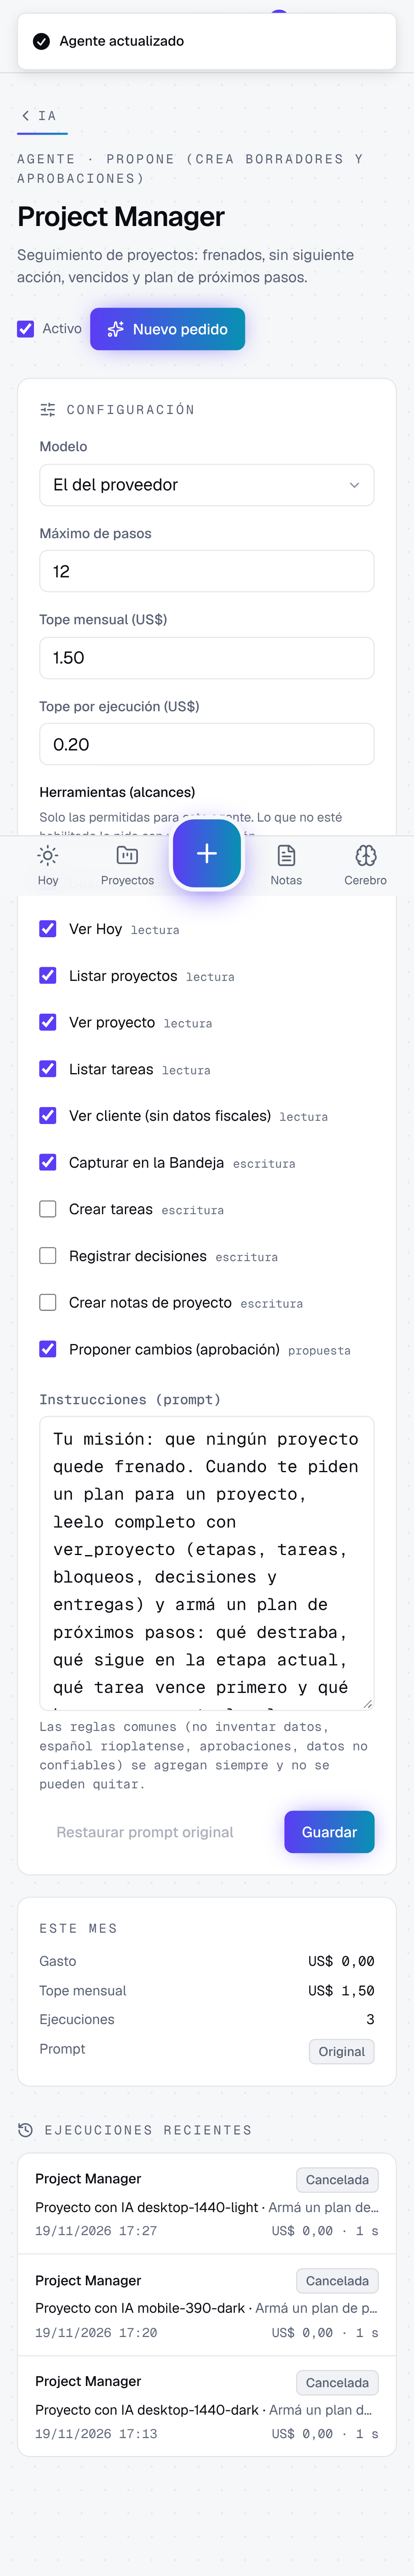 Agente actualizado
IA
AGENTE · PROPONE (CREA BORRADORES Y
APROBACIONES)
Project Manager
Seguimiento de proyectos: frenados, sin siguiente
acción, vencidos y plan de próximos pasos.
Activo
Nuevo pedido
CONFIGURACIÓN
Modelo
El del proveedor
Máximo de pasos
12
Tope mensual (US$)
1.50
Tope por ejecución (US$)
0.20
Herramientas (alcances)
Solo las permitidas para este agente. Lo que no esté
Hoy
Proyectos
Notas
Cerebro
Ver Hoy lectura
Listar proyectos lectura
Ver proyecto lectura
Listar tareas lectura
Ver cliente (sin datos fiscales) lectura
Capturar en la Bandeja escritura
Crear tareas escritura
Registrar decisiones escritura
Crear notas de proyecto escritura
Proponer cambios (aprobación) propuesta
Instrucciones (prompt)
Tu misión: que ningún proyecto
quede frenado. Cuando te piden
un plan para un proyecto,
leelo completo con
ver_proyecto (etapas, tareas,
bloqueos, decisiones y
entregas) y armá un plan de
próximos pasos: qué destraba,
qué sigue en la etapa actual,
qué tarea vence primero y qué
Las reglas comunes (no inventar datos,
español rioplatense, aprobaciones, datos no
confiables) se agregan siempre y no se
pueden quitar.
Restaurar prompt original
Guardar
ESTE MES
Gasto US$ 0,00
Tope mensual US$ 1,50
Ejecuciones 3
Prompt Original
EJECUCIONES RECIENTES
Project Manager Cancelada
Proyecto con IA desktop-1440-light · Armá un plan de…
19/11/2026 17:27 US$ 0,00 · 1 s
Project Manager Cancelada
Proyecto con IA mobile-390-dark · Armá un plan de p…
19/11/2026 17:20 US$ 0,00 · 1 s
Project Manager Cancelada
Proyecto con IA desktop-1440-dark · Armá un plan d…
19/11/2026 17:13 US$ 0,00 · 1 s